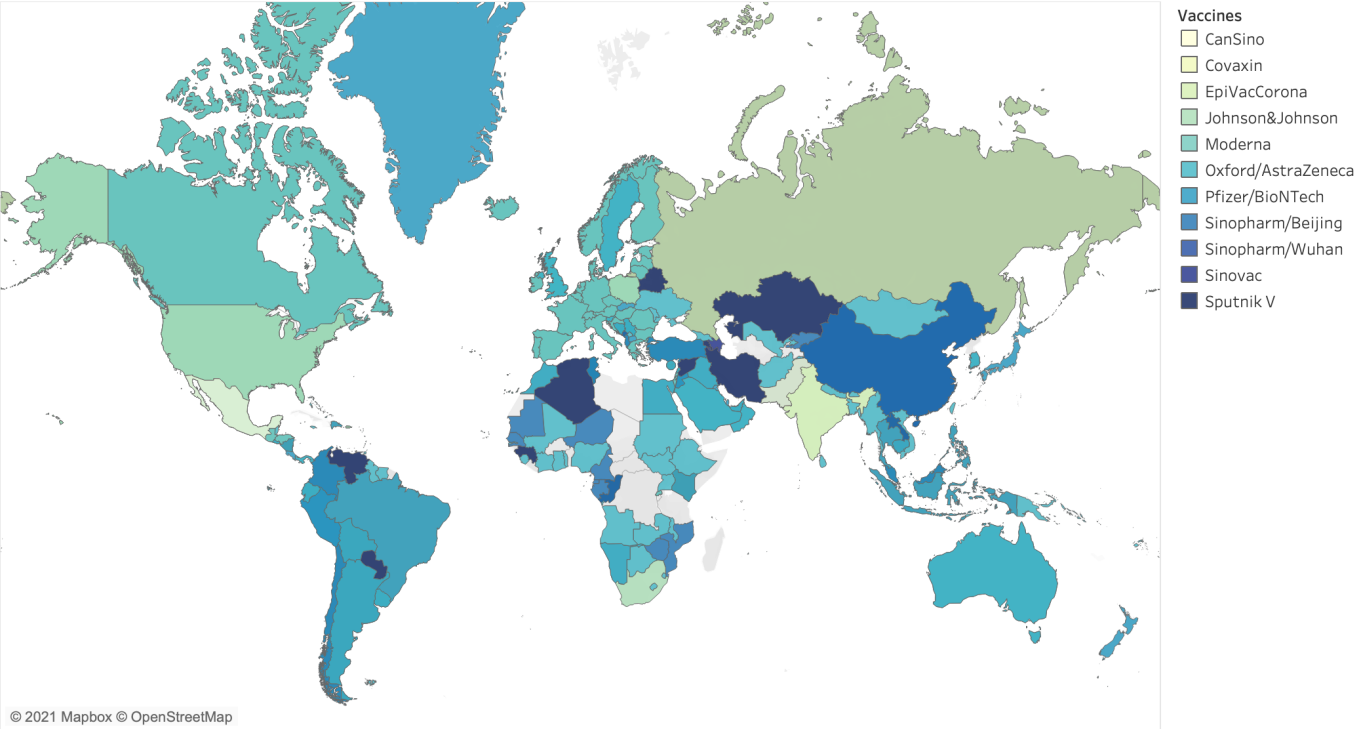 Vaccines
CanSino
Covaxin
EpiVacCorona
Johnson&Johnson
Moderna
Oxford/AstraZeneca
Pfizer/BioNTech
Sinopharm/Beijing
Sinopharm/Wuhan
Sinovac
Sputnik V
© 2021 Mapbox © OpenStreetMap